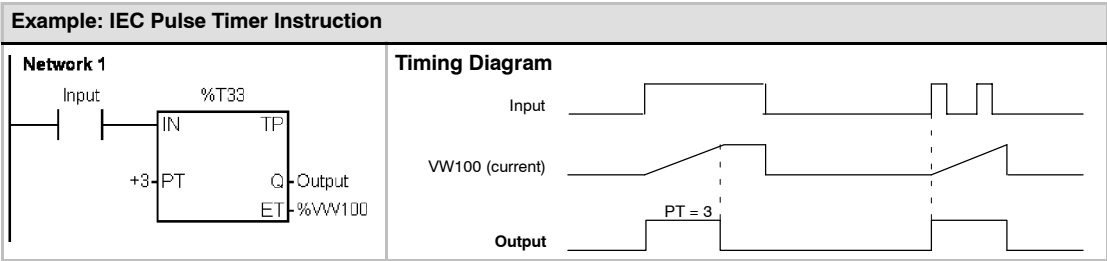 Example: IEC Pulse Timer Instruction
Network 1
Input
%T33
IN TP
+3 PT Q Output
ET %VW100
Timing Diagram
Input
VW100 (current)
PT = 3
Output